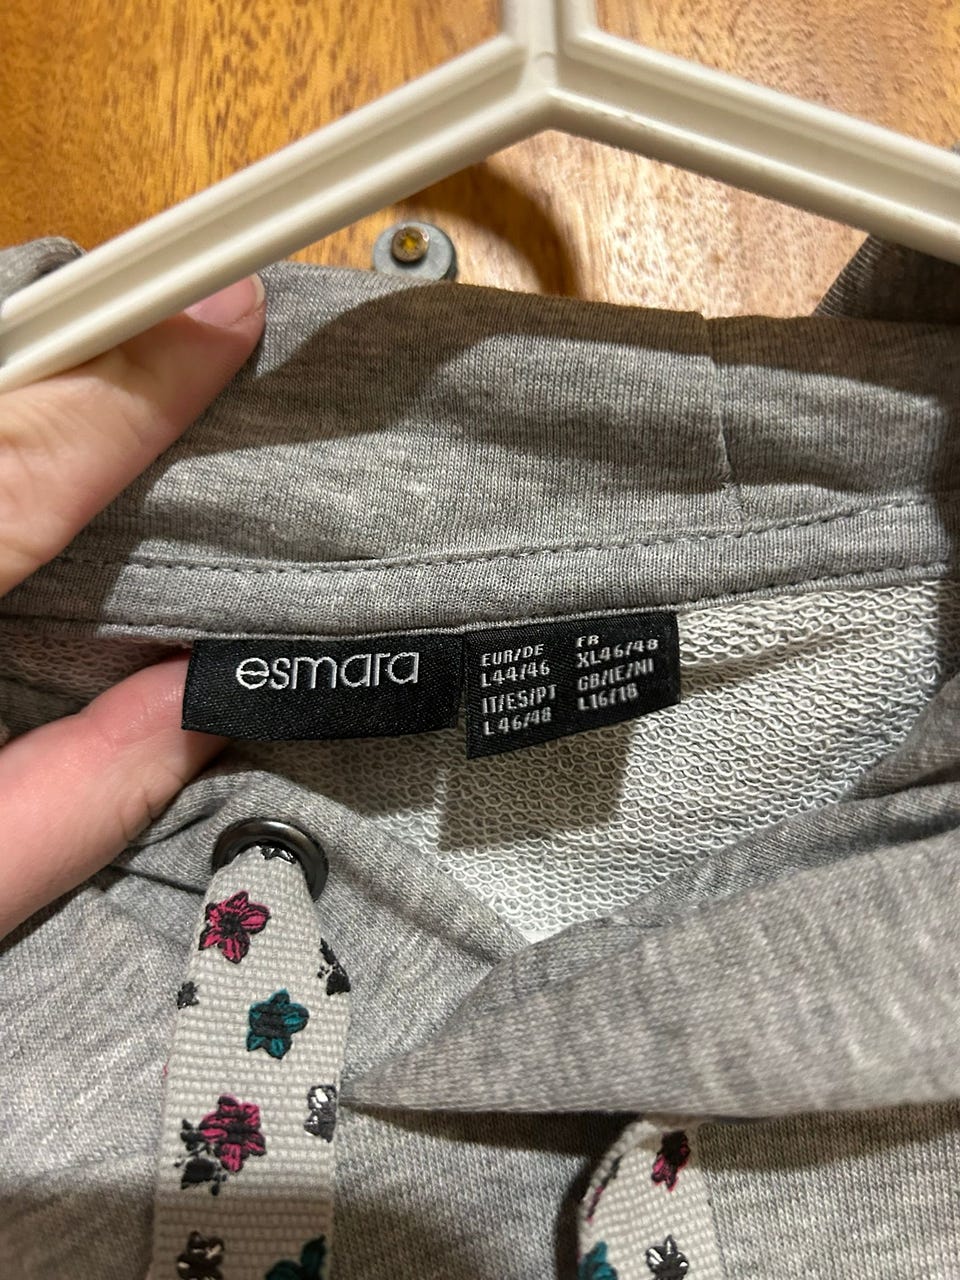 esmara
EUR/DE
L44/46
IT/ES/PT
L46/48
FR
XL46/48
GB/IE/NI
L16/18